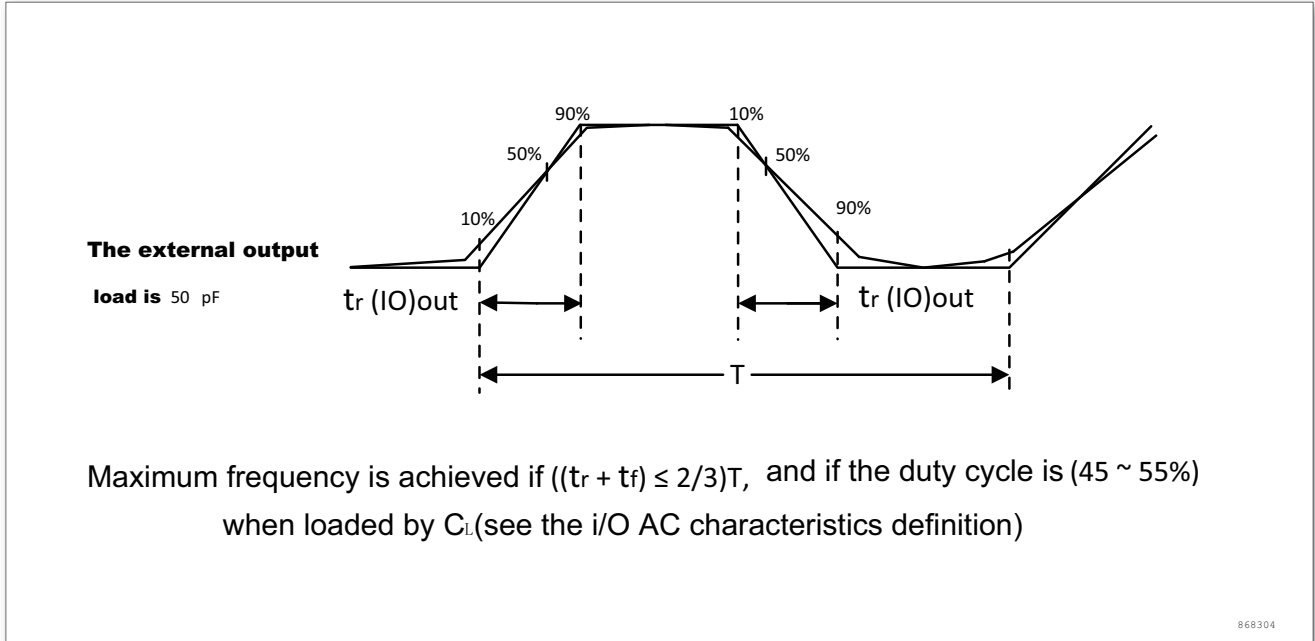 90%
10%
50%
50%
10%
90%
The external output
load is 50 pF
tr (IO)out
tr (IO)out
T
Maximum frequency is achieved if ((tr + tf) ≤ 2/3)T, and if the duty cycle is (45 ~ 55%)
when loaded by CL(see the i/O AC characteristics definition)
868304